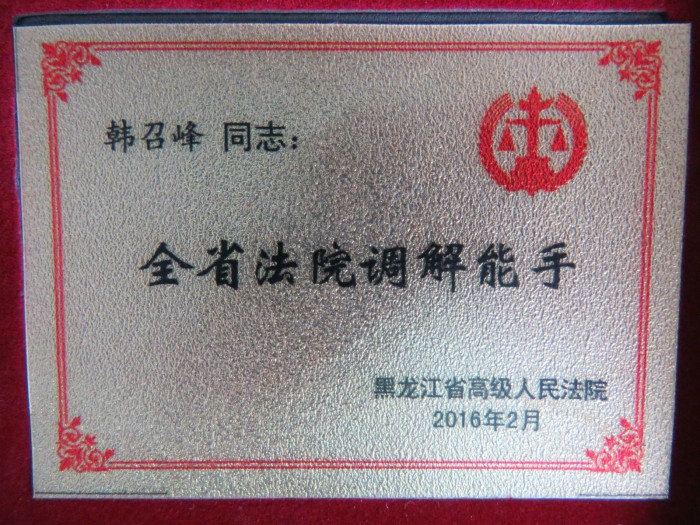 韩召峰 同志：
全省法院调解能手
黑龙江省高级人民法院
2016年2月